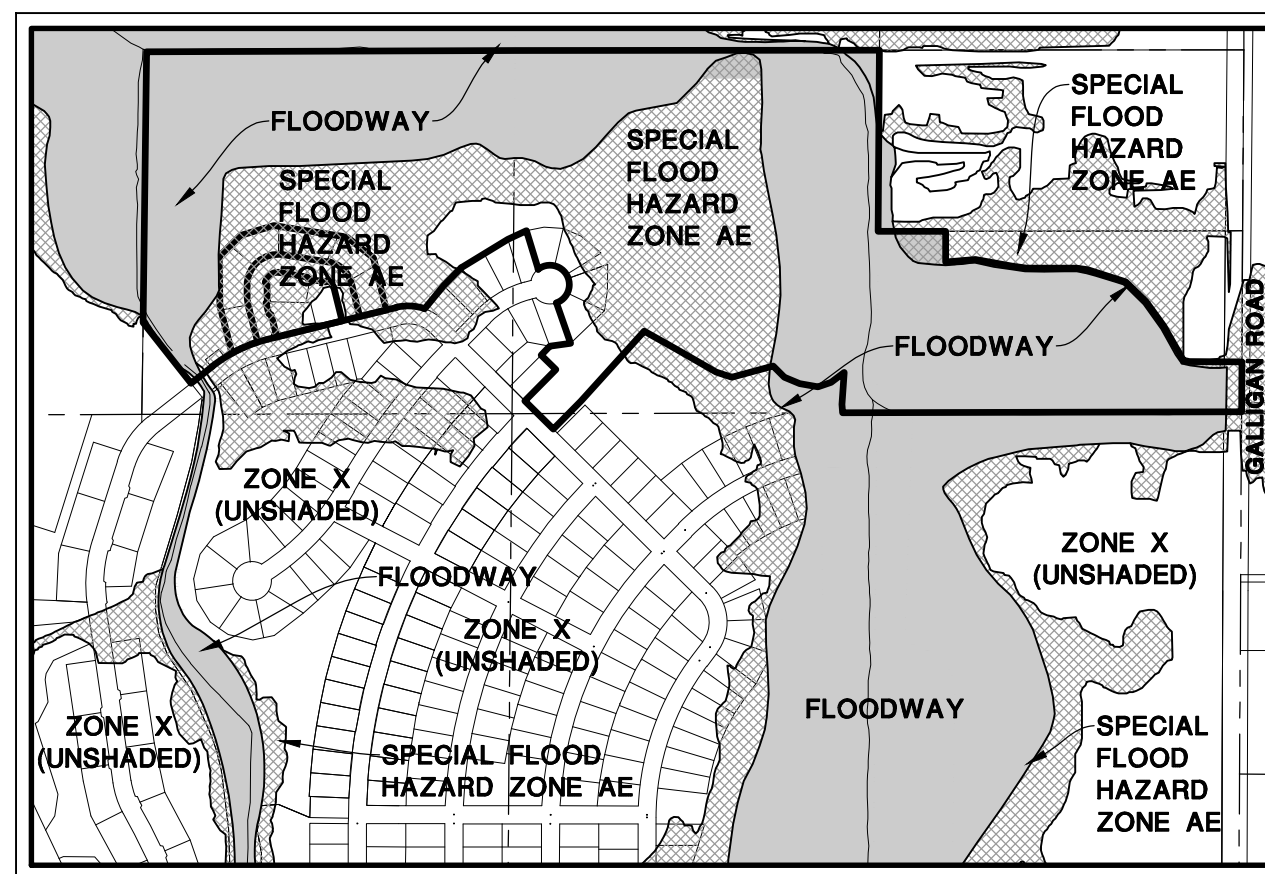 FLOODWAY
SPECIAL
FLOOD
HAZARD
ZONE AE
SPECIAL
FLOOD
HAZARD
ZONE AE
SPECIAL
FLOOD
HAZARD
ZONE AE
FLOODWAY
GALLIGAN ROAD
ZONE X
(UNSHADED)
ZONE X
(UNSHADED)
FLOODWAY
ZONE X
(UNSHADED)
FLOODWAY
ZONE X
(UNSHADED)
SPECIAL FLOOD
HAZARD ZONE AE
SPECIAL
FLOOD
HAZARD
ZONE AE